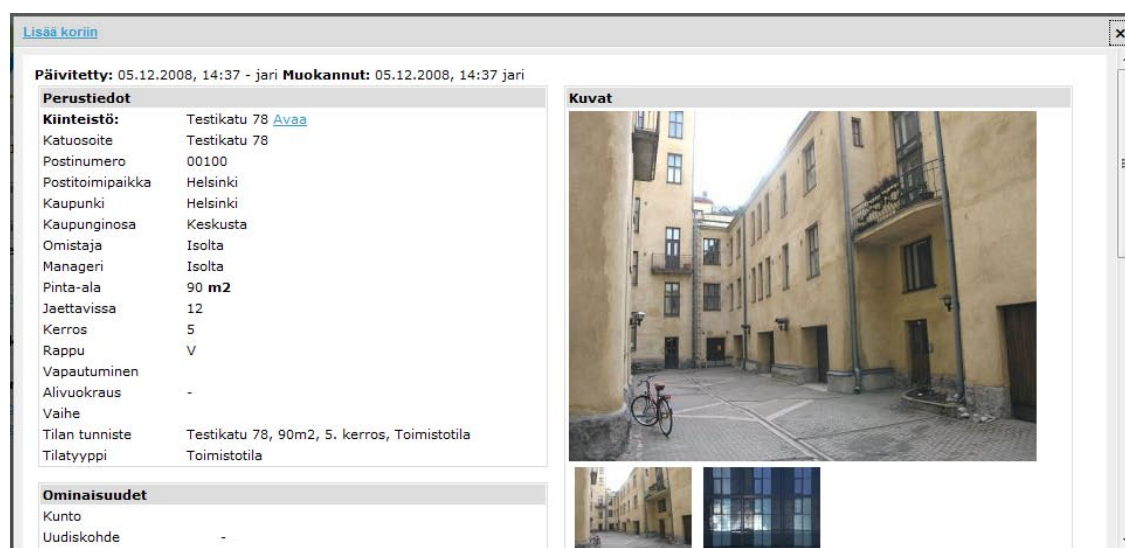 Lisää koriin
Päivitetty: 05.12.2008, 14:37 - jari Muokannut: 05.12.2008, 14:37 jari
Perustiedot
Kiinteistö: Testikatu 78 Avaa
Katuosoite Testikatu 78
Postinumero 00100
Postitoimipaikka Helsinki
Kaupunki Helsinki
Kaupunginosa Keskusta
Omistaja Isolta
Manageri Isolta
Pinta-ala 90 m2
Jaettavissa 12
Kerros 5
Rappu V
Vapautuminen
Alivuokraus -
Vaihe
Tilan tunniste Testikatu 78, 90m2, 5. kerros, Toimistotila
Tilatyyppi Toimistotila
Ominaisuudet
Kunto
Uudiskohde -
Kuvat